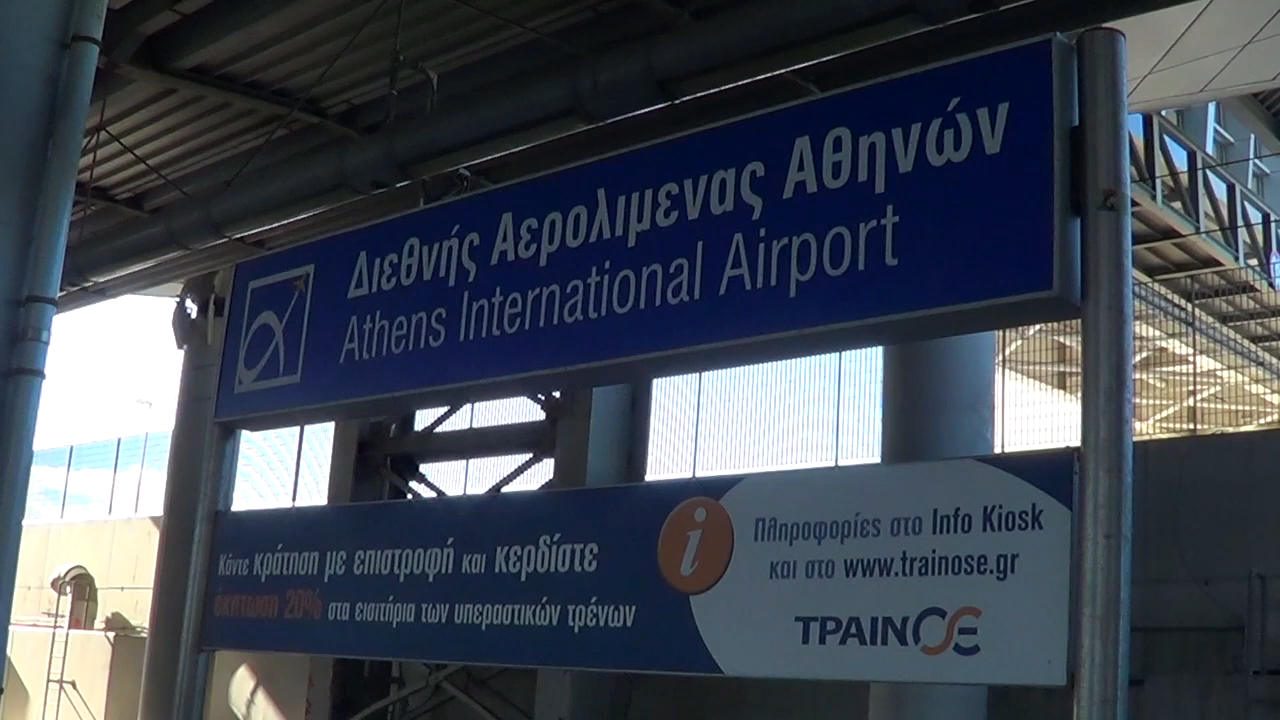 Διεθνής Αερολιμενας Αθηνών
Athens International Airport
Κάντε κράτηση με επιστροφή και κερδίστε
έκπτωση 20% στα εισιτήρια των υπεραστικών τρένων
i
Πληροφορίες στο Info Kiosk
και στο www.trainose.gr
ΤΡΑΙΝΟΣΕ